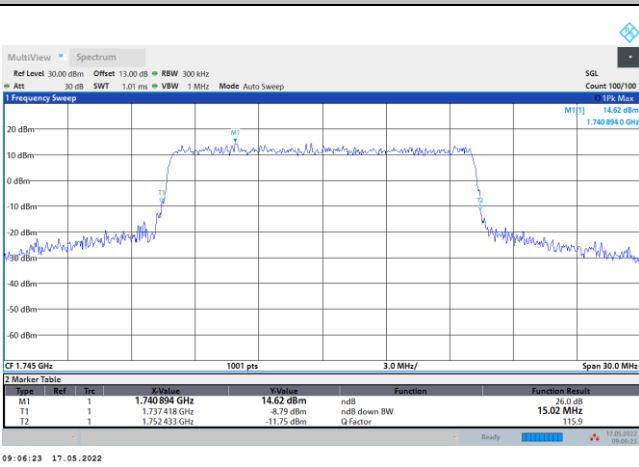 MultiView Spectrum
Ref Level 30.00 dBm Offset 13.00 dB RBW 300 kHz SGL
Att 30 dB SWT 1.01 ms VBW 1 MHz Mode Auto Sweep Count 100/100
1 Frequency Sweep 1Pk Max
M1[1] 14.62 dBm
1.740 894 0 GHz
20 dBm
M1
10 dBm
0 dBm
T1
T2
-10 dBm
-20 dBm
-30 dBm
-40 dBm
-50 dBm
-60 dBm
CF 1.745 GHz 1001 pts 3.0 MHz/ Span 30.0 MHz
2 Marker Table
Type Ref Trc X-Value Y-Value Function Function Result
M1 1 1.740 894 GHz 14.62 dBm ndB 26.0 dB
T1 1 1.737 418 GHz -8.79 dBm ndB down BW 15.02 MHz
T2 1 1.752 433 GHz -11.75 dBm Q Factor 115.9
Ready 17.05.2022
09:06:23
09:06:23 17.05.2022